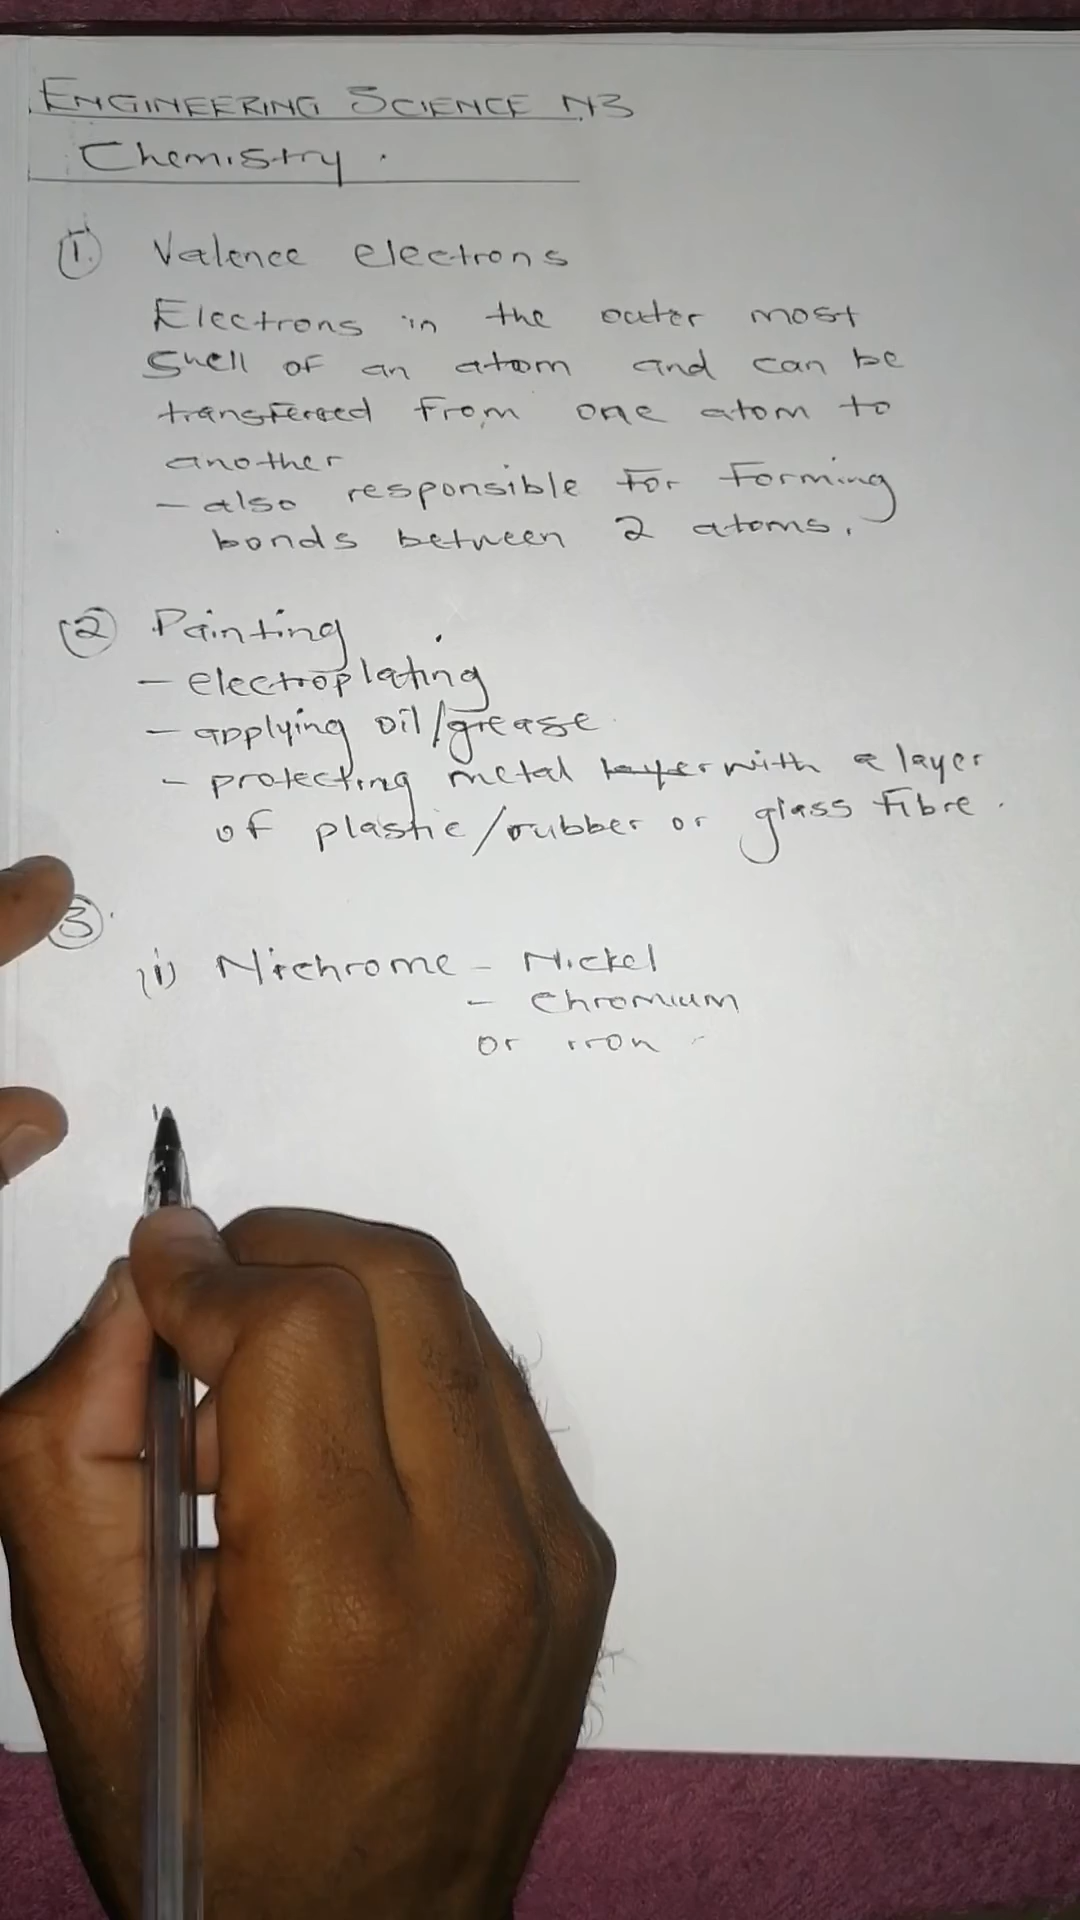 ENGINEERING SCIENCE N3
Chemistry.
1. Valence electrons
Electrons in the outer most
shell of an atom and can be
transferred from one atom to
another
- also responsible for forming
bonds between 2 atoms.
(2) Painting
- electroplating
- applying oil/grease
- protecting metal layer with a layer
of plastic/rubber or glass fibre.
3.
(i) Nichrome - Nickel
- chromium
or iron